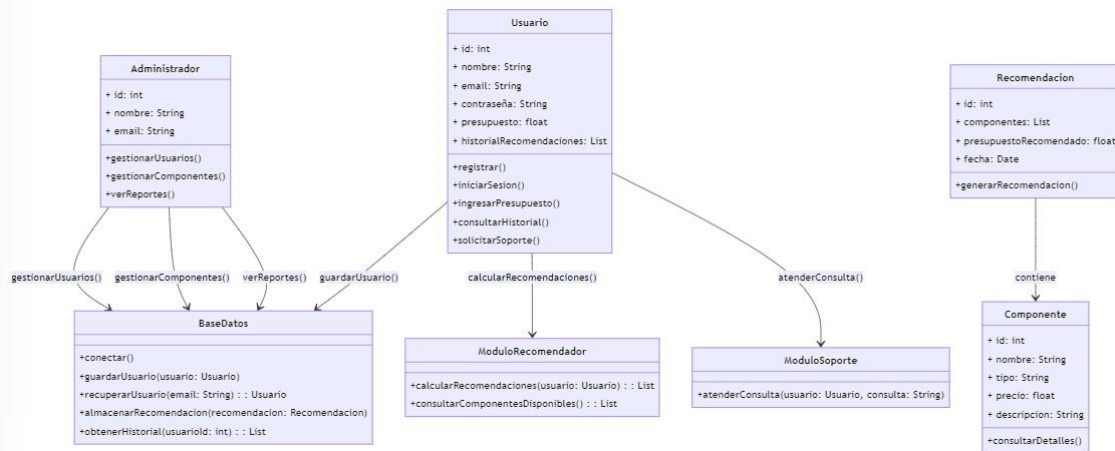 Usuario
+ id: int
+ nombre: String
+ email: String
+ contraseña: String
+ presupuesto: float
+ historialRecomendaciones: List
+registrar()
+iniciarSesion()
+ingresarPresupuesto()
+consultarHistorial()
+solicitarSoporte()
Administrador
+ id: int
+ nombre: String
+ email: String
+gestionarUsuarios()
+gestionarComponentes()
+verReportes()
Recomendacion
+ id: int
+ componentes: List
+ presupuestoRecomendado: float
+ fecha: Date
+generarRecomendacion()
gestionarUsuarios()
gestionarComponentes()
verReportes()
guardarUsuario()
calcularRecomendaciones()
atenderConsulta()
contiene
BaseDatos
+conectar()
+guardarUsuario(usuario: Usuario)
+recuperarUsuario(email: String) : : Usuario
+almacenarRecomendacion(recomendacion: Recomendacion)
+obtenerHistorial(usuarioId: int) : : List
ModuloRecomendador
+calcularRecomendaciones(usuario: Usuario) : : List
+consultarComponentesDisponibles() : : List
ModuloSoporte
+atenderConsulta(usuario: Usuario, consulta: String)
Componente
+ id: int
+ nombre: String
+ tipo: String
+ precio: float
+ descripcion: String
+consultarDetalles()